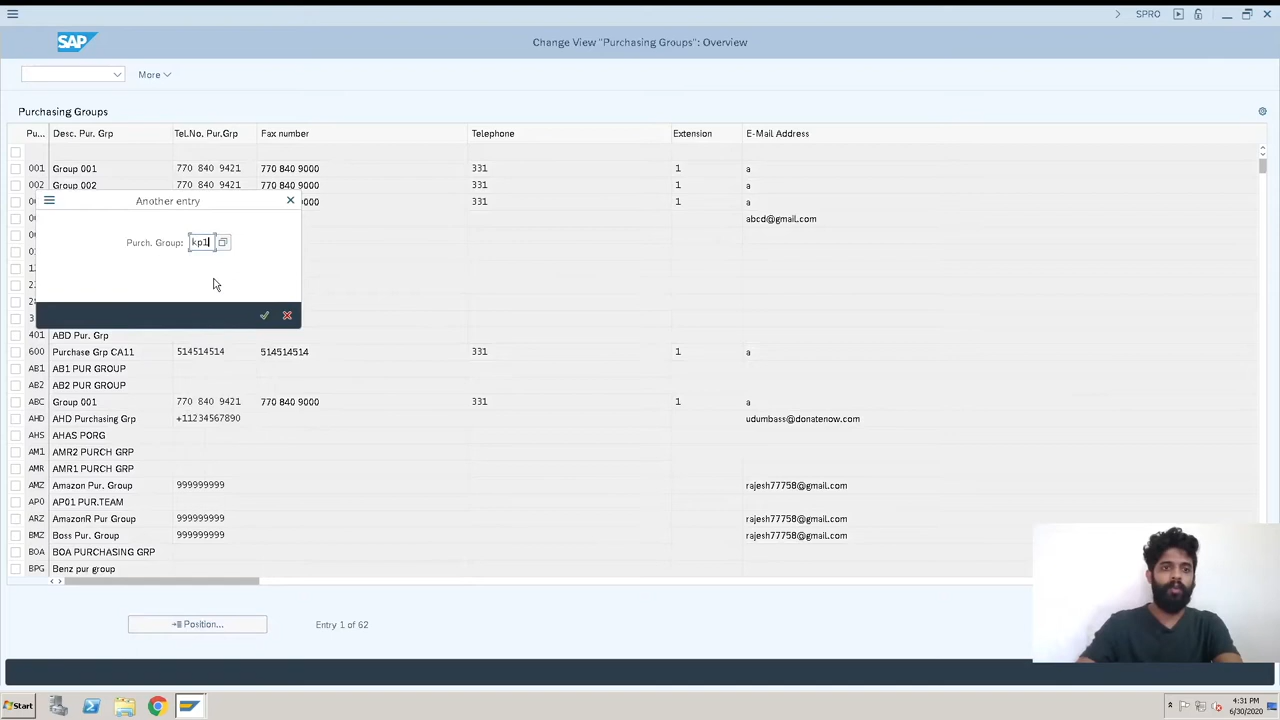 SPRO
SAP
Change View "Purchasing Groups": Overview
More
Purchasing Groups
Pu... Desc. Pur. Grp Tel.No. Pur.Grp Fax number Telephone Extension E-Mail Address
001 Group 001 770 840 9421 770 840 9000 331 1 a
002 Group 002 770 840 9421 770 840 9000 331 1 a
Another entry
331 1 a
abcd@gmail.com
Purch. Group: kp1
401 ABD Pur. Grp
600 Purchase Grp CA11 514514514 514514514 331 1 a
AB1 AB1 PUR GROUP
AB2 AB2 PUR GROUP
ABC Group 001 770 840 9421 770 840 9000 331 1 a
AHD AHD Purchasing Grp +11234567890 udumbass@donatenow.com
AHS AHAS PORG
AM1 AMR2 PURCH GRP
AMR AMR1 PURCH GRP
AMZ Amazon Pur. Group 999999999 rajesh77758@gmail.com
AP0 AP01 PUR.TEAM
ARZ AmazonR Pur Group 999999999 rajesh77758@gmail.com
BMZ Boss Pur. Group 999999999 rajesh77758@gmail.com
BOA BOA PURCHASING GRP
BPG Benz pur group
Position... Entry 1 of 62
Start
4:31 PM
6/30/2020